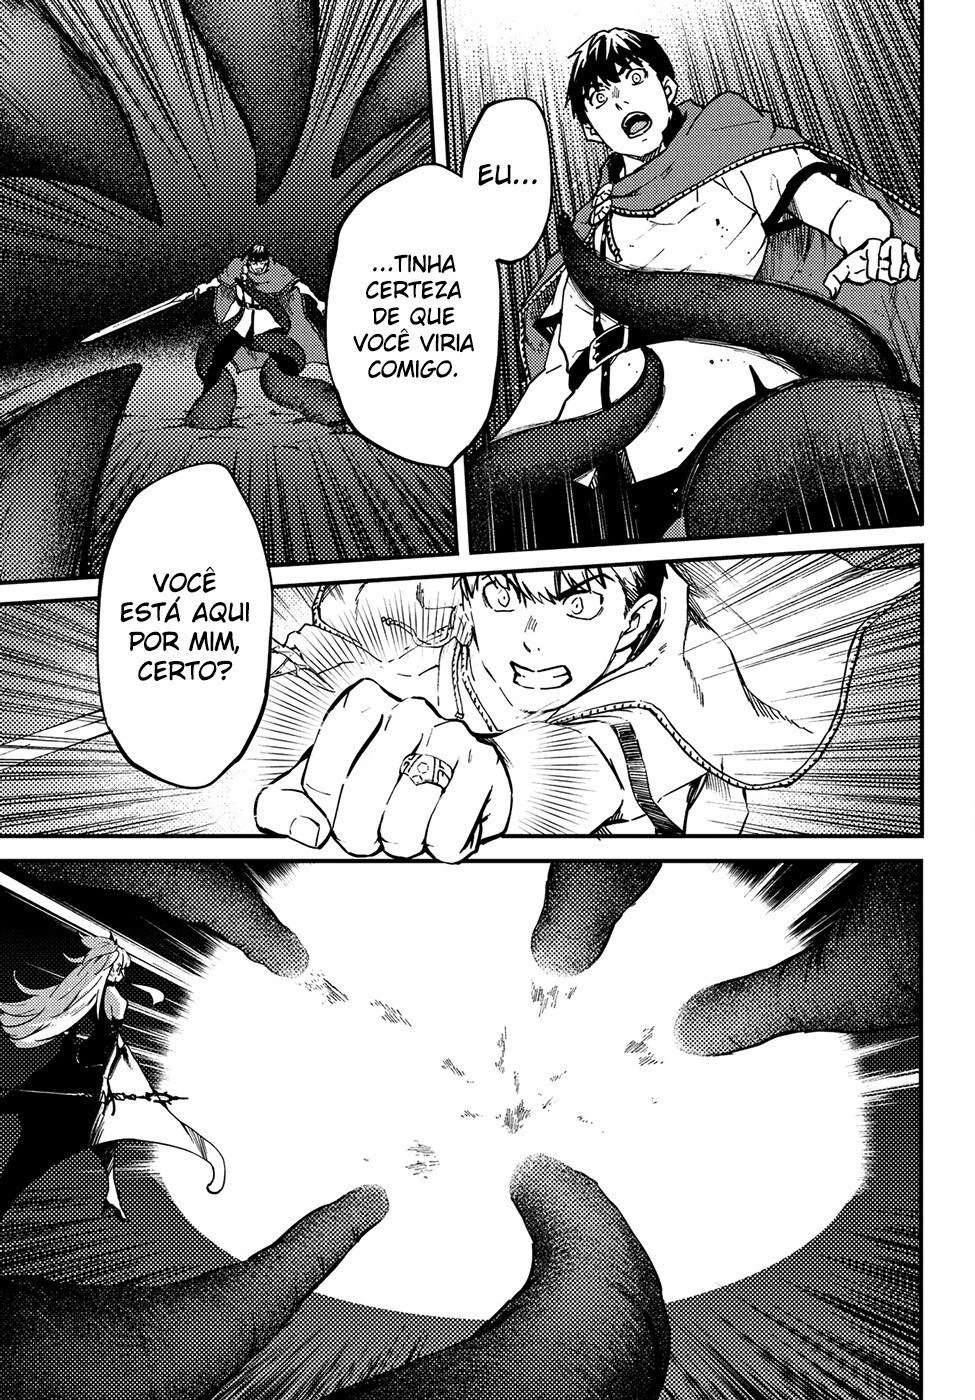 EU...
...TINHA
CERTEZA
DE QUE
VOCÊ VIRIA
COMIGO.
VOCÊ
ESTÁ AQUI
POR MIM,
CERTO?